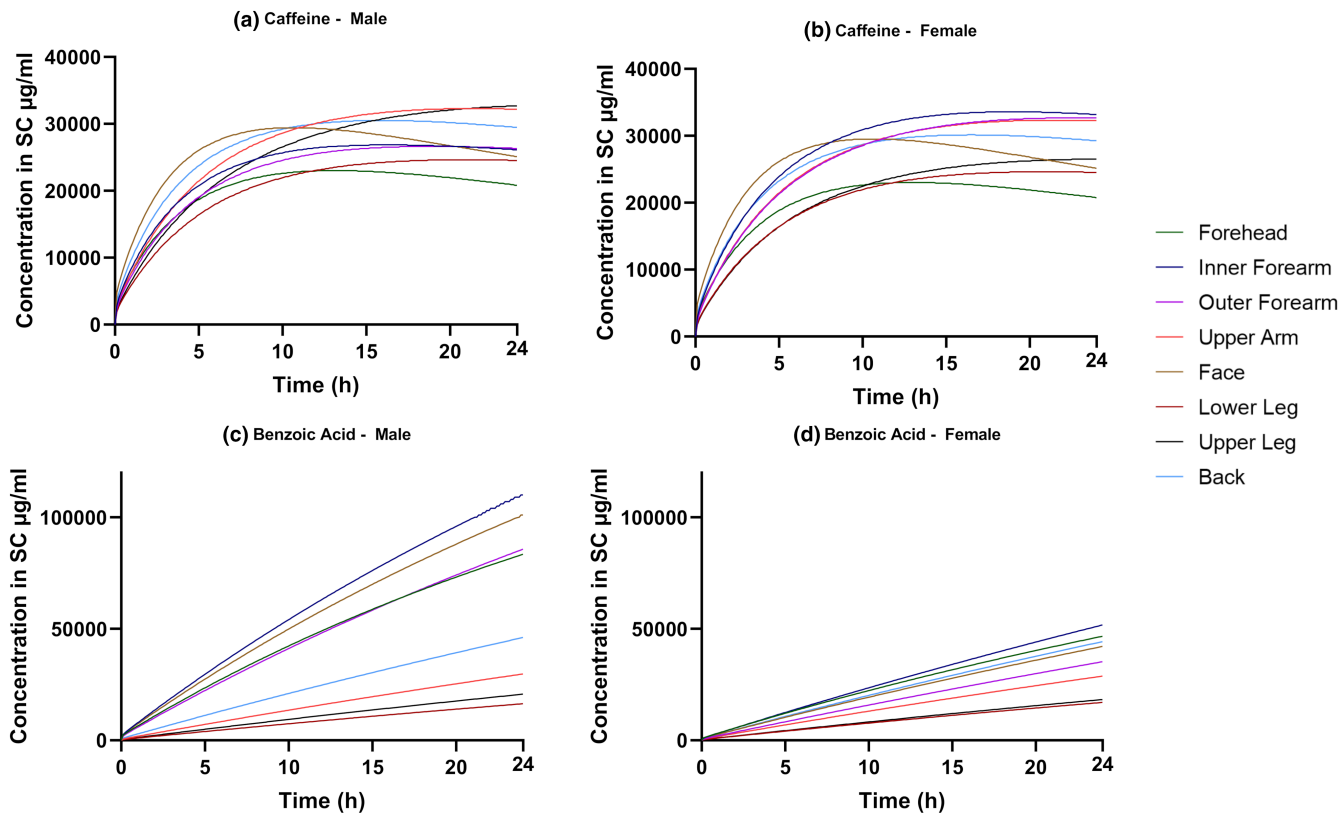 (a) Caffeine - Male
Concentration in SC µg/ml
40000
30000
20000
10000
0
0 5 10 15 20 24
Time (h)
(b) Caffeine - Female
Concentration in SC µg/ml
40000
30000
20000
10000
0
0 5 10 15 20 24
Time (h)
Forehead
Inner Forearm
Outer Forearm
Upper Arm
Face
Lower Leg
Upper Leg
Back
(c) Benzoic Acid - Male
Concentration in SC µg/ml
100000
50000
0
0 5 10 15 20 24
Time (h)
(d) Benzoic Acid - Female
Concentration in SC µg/ml
100000
50000
0
0 5 10 15 20 24
Time (h)